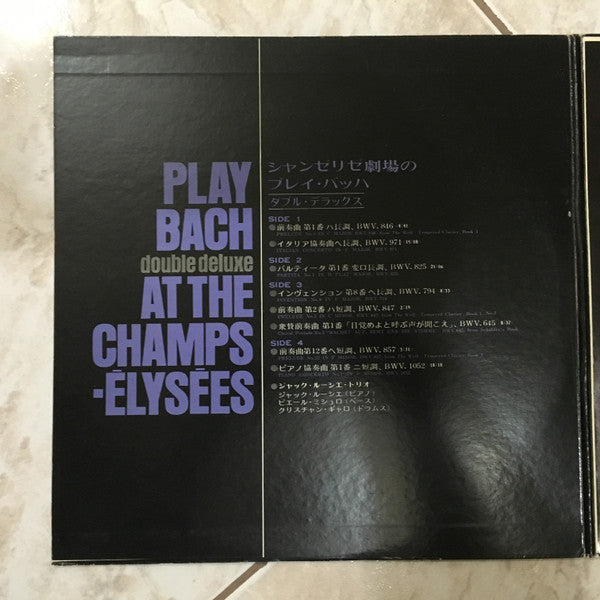 PLAY
BACH
double deluxe
AT THE
CHAMPS
-ĒLYSĒES
シャンゼリゼ劇場の
プレイ・バッハ
ダブル・デラックス
SIDE 1
●前奏曲 第1番 ハ長調、BWV. 846
●イタリア協奏曲ヘ長調、BWV. 971
SIDE 2
●パルティータ 第1番 変ロ長調、BWV. 825
SIDE 3
●インヴェンション 第8番 ヘ長調、BWV. 794
●前奏曲 第2番 ハ短調、BWV. 847
●衆賛前奏曲 第1番「目覚めよと呼ぶ声が聞こえ」、BWV. 645
SIDE 4
●前奏曲第12番ヘ短調、BWV. 857
●ピアノ協奏曲 第1番 ニ短調、BWV. 1052
●ジャック・ルーシエ・トリオ
ジャック・ルーシエ(ピアノ)
ピエール・ミシュロ(ベース)
クリスチャン・ギャロ(ドラムス)